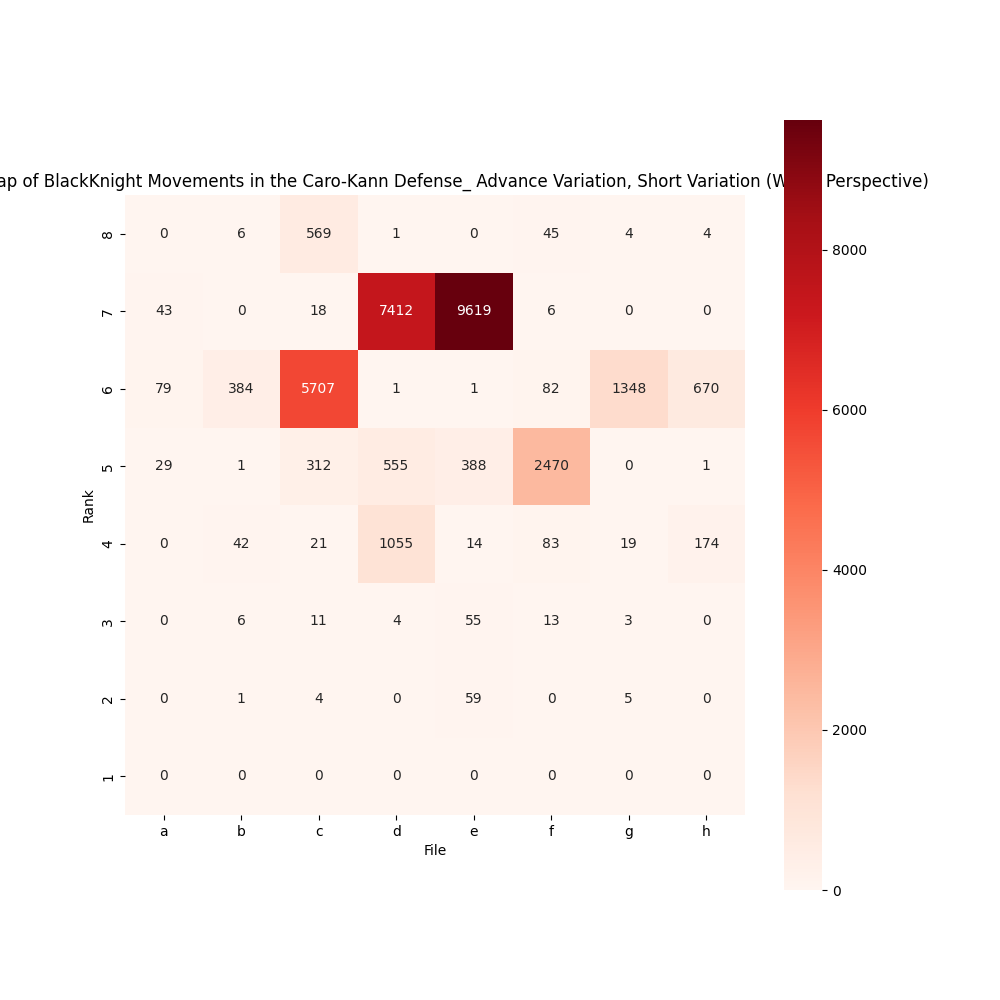 ap of BlackKnight Movements in the Caro-Kann Defense_ Advance Variation, Short Variation (W Perspective)
8 0 6 569 1 0 45 4 4
7 43 0 18 7412 9619 6 0 0
6 79 384 5707 1 1 82 1348 670
5 29 1 312 555 388 2470 0 1
4 0 42 21 1055 14 83 19 174
3 0 6 11 4 55 13 3 0
2 0 1 4 0 59 0 5 0
1 0 0 0 0 0 0 0 0
a b c d e f g h
File
Rank
8000
6000
4000
2000
0